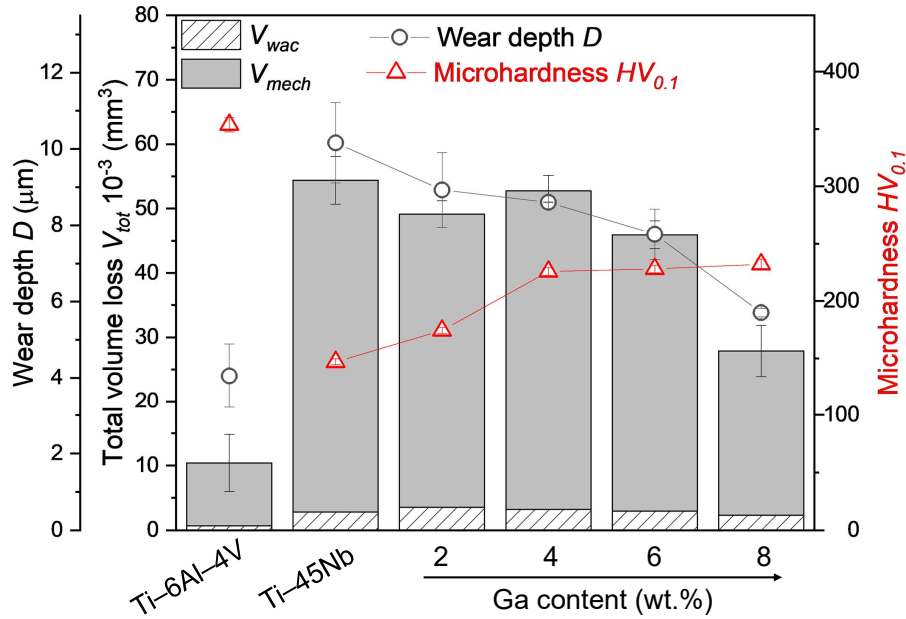 V_wac
V_mech
Wear depth D
Microhardness HV_0.1
Wear depth D (μm)
0
2
4
6
8
10
12
Total volume loss V_tot 10^-3 (mm^3)
0
10
20
30
40
50
60
70
80
Microhardness HV_0.1
0
100
200
300
400
Ti–6Al–4V
Ti–45Nb
2
4
6
8
Ga content (wt.%)